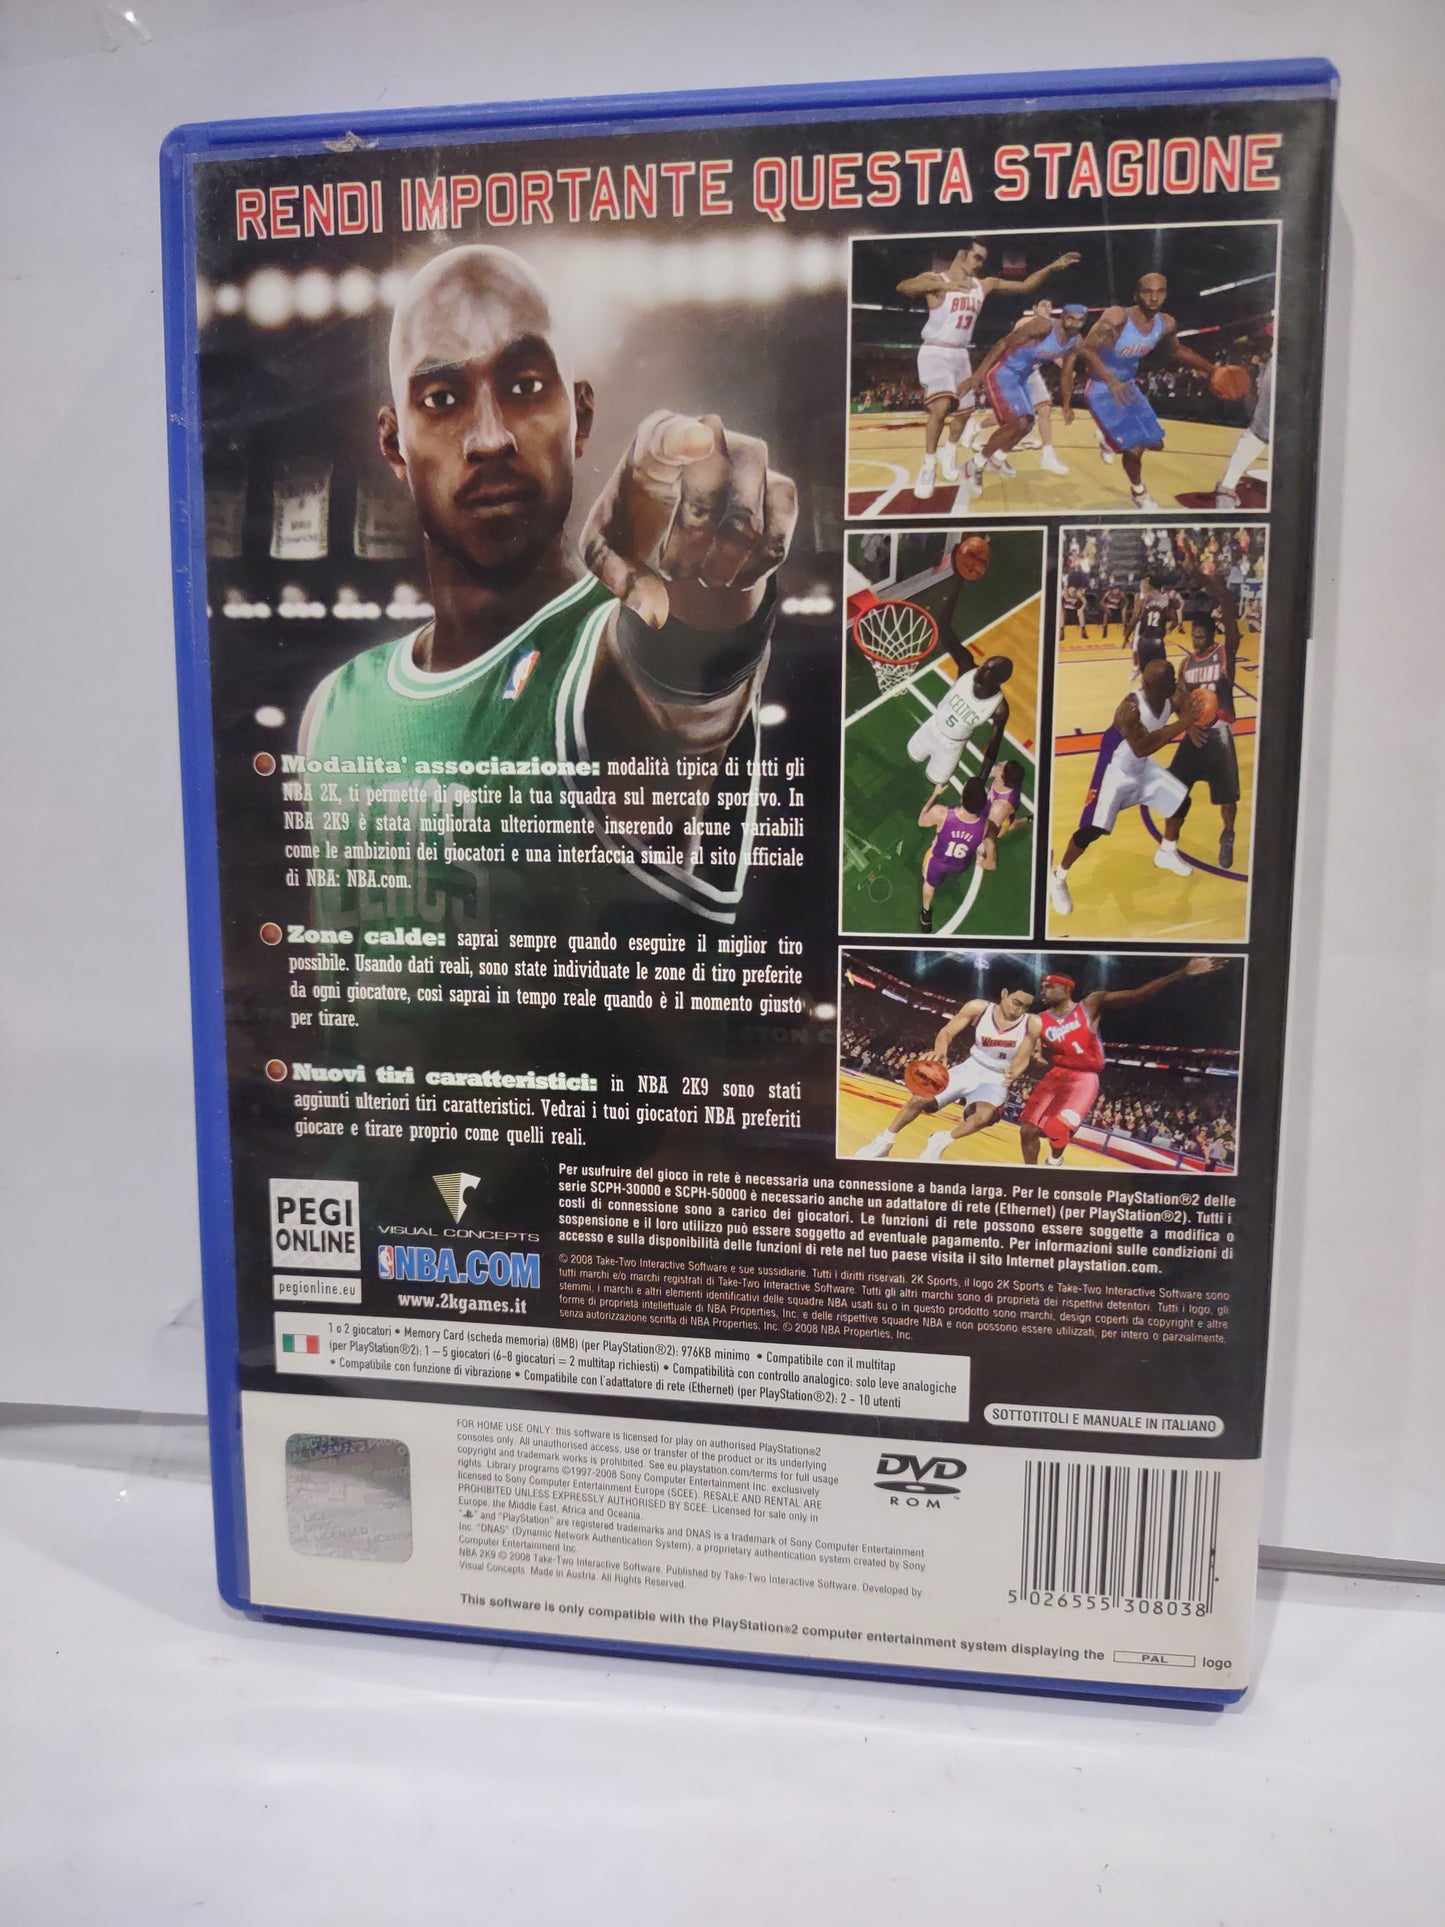 RENDI IMPORTANTE QUESTA STAGIONE
BULLS
13
CELTICS
5
GASOL
16
12
PORTLAND
WARRIORS
8
Clippers
1
Modalita' associazione: modalità tipica di tutti gli
NBA 2K, ti permette di gestire la tua squadra sul mercato sportivo. In
NBA 2K9 è stata migliorata ulteriormente inserendo alcune variabili
come le ambizioni dei giocatori e una interfaccia simile al sito ufficiale
di NBA: NBA.com.
Zone calde: saprai sempre quando eseguire il miglior tiro
possibile. Usando dati reali, sono state individuate le zone di tiro preferite
da ogni giocatore, così saprai in tempo reale quando è il momento giusto
per tirare.
Nuovi tiri caratteristici: in NBA 2K9 sono stati
aggiunti ulteriori tiri caratteristici. Vedrai i tuoi giocatori NBA preferiti
giocare e tirare proprio come quelli reali.
PEGI
ONLINE
pegionline.eu
VISUAL CONCEPTS
NBA.COM
www.2kgames.it
Per usufruire del gioco in rete è necessaria una connessione a banda larga. Per le console PlayStation®2 delle
serie SCPH-30000 e SCPH-50000 è necessario anche un adattatore di rete (Ethernet) (per PlayStation®2). Tutti i
costi di connessione sono a carico dei giocatori. Le funzioni di rete possono essere soggette a modifica o
sospensione e il loro utilizzo può essere soggetto ad eventuale pagamento. Per informazioni sulle condizioni di
accesso e sulla disponibilità delle funzioni di rete nel tuo paese visita il sito Internet playstation.com.
© 2008 Take-Two Interactive Software e sue sussidiarie. Tutti i diritti riservati. 2K Sports, il logo 2K Sports e Take-Two Interactive Software sono
tutti marchi e/o marchi registrati di Take-Two Interactive Software. Tutti gli altri marchi sono di proprietà dei rispettivi detentori. Tutti i logo, gli
stemmi, i marchi e altri elementi identificativi delle squadre NBA usati su o in questo prodotto sono marchi, design coperti da copyright e altre
forme di proprietà intellettuale di NBA Properties, Inc. e delle rispettive squadre NBA e non possono essere utilizzati, per intero o parzialmente,
senza autorizzazione scritta di NBA Properties, Inc. © 2008 NBA Properties, Inc.
1 o 2 giocatori • Memory Card (scheda memoria) (8MB) (per PlayStation®2): 976KB minimo • Compatibile con il multitap
(per PlayStation®2): 1 – 5 giocatori (6-8 giocatori = 2 multitap richiesti) • Compatibilità con controllo analogico: solo leve analogiche
• Compatibile con funzione di vibrazione • Compatibile con l'adattatore di rete (Ethernet) (per PlayStation®2): 2 – 10 utenti
SOTTOTITOLI E MANUALE IN ITALIANO
FOR HOME USE ONLY: this software is licensed for play on authorised PlayStation®2
consoles only. All unauthorised access, use or transfer of the product or its underlying
copyright and trademark works is prohibited. See eu.playstation.com/terms for full usage
rights. Library programs ©1997-2008 Sony Computer Entertainment Inc. exclusively
licensed to Sony Computer Entertainment Europe (SCEE). RESALE AND RENTAL ARE
PROHIBITED UNLESS EXPRESSLY AUTHORISED BY SCEE. Licensed for sale only in
Europe, the Middle East, Africa and Oceania.
" " and "PlayStation" are registered trademarks and DNAS is a trademark of Sony Computer Entertainment
Inc. "DNAS" (Dynamic Network Authentication System), a proprietary authentication system created by Sony
Computer Entertainment Inc.
NBA 2K9 © 2008 Take-Two Interactive Software. Published by Take-Two Interactive Software. Developed by
Visual Concepts. Made in Austria. All Rights Reserved.
DVD
ROM
5 026555 308038
This software is only compatible with the PlayStation®2 computer entertainment system displaying the PAL logo